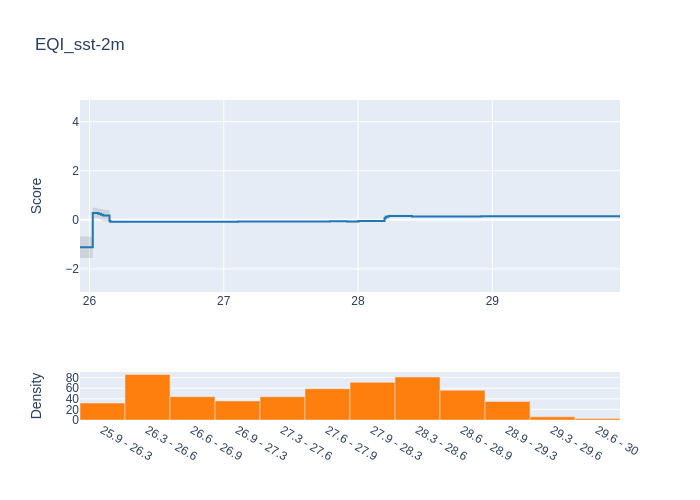 EQI_sst-2m
Score
4
2
0
−2
26 27 28 29
Density
80
60
40
20
0
25.9 - 26.3
26.3 - 26.6
26.6 - 26.9
26.9 - 27.3
27.3 - 27.6
27.6 - 27.9
27.9 - 28.3
28.3 - 28.6
28.6 - 28.9
28.9 - 29.3
29.3 - 29.6
29.6 - 30